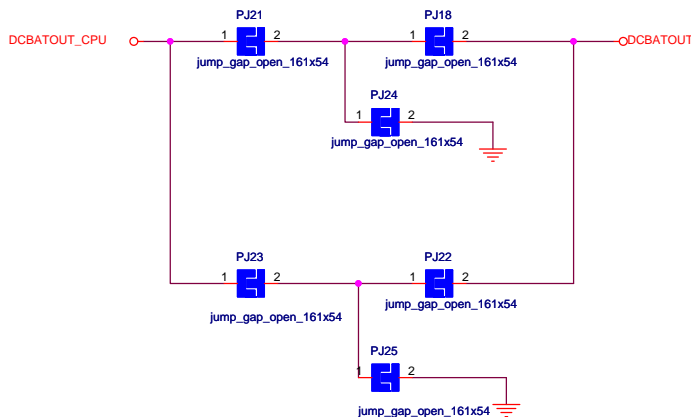 PJ21 PJ18
DCBATOUT_CPU 1 2 1 2 DCBATOUT
jump_gap_open_161x54 jump_gap_open_161x54
PJ24
1 2
jump_gap_open_161x54
PJ23 PJ22
1 2 1 2
jump_gap_open_161x54 jump_gap_open_161x54
PJ25
1 2
jump_gap_open_161x54